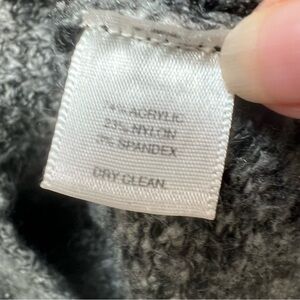 74% ACRYLIC
23% NYLON
3% SPANDEX
DRY CLEAN